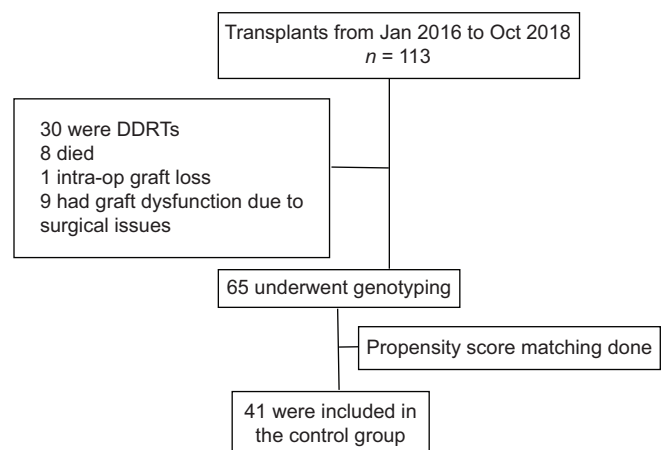 Transplants from Jan 2016 to Oct 2018
n = 113
30 were DDRTs
8 died
1 intra-op graft loss
9 had graft dysfunction due to
surgical issues
65 underwent genotyping
Propensity score matching done
41 were included in
the control group